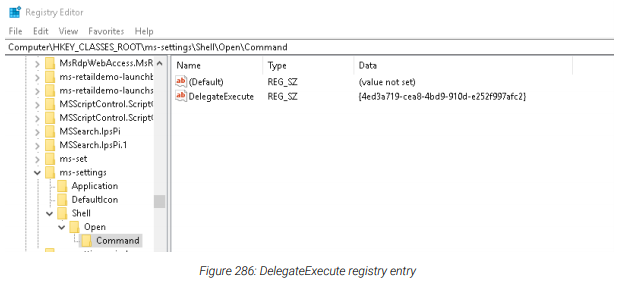 Registry Editor
File Edit View Favorites Help
Computer\HKEY_CLASSES_ROOT\ms-settings\Shell\Open\Command
MsRdpWebAccess.MsR
ms-retaildemo-launchb
ms-retaildemo-launchs
MSScriptControl.Script
MSScriptControl.Script
MSSearch.IpsPi
MSSearch.IpsPi.1
ms-set
ms-settings
Application
DefaultIcon
Shell
Open
Command
Name Type Data
(Default) REG_SZ (value not set)
DelegateExecute REG_SZ {4ed3a719-cea8-4bd9-910d-e252f997afc2}
Figure 286: DelegateExecute registry entry